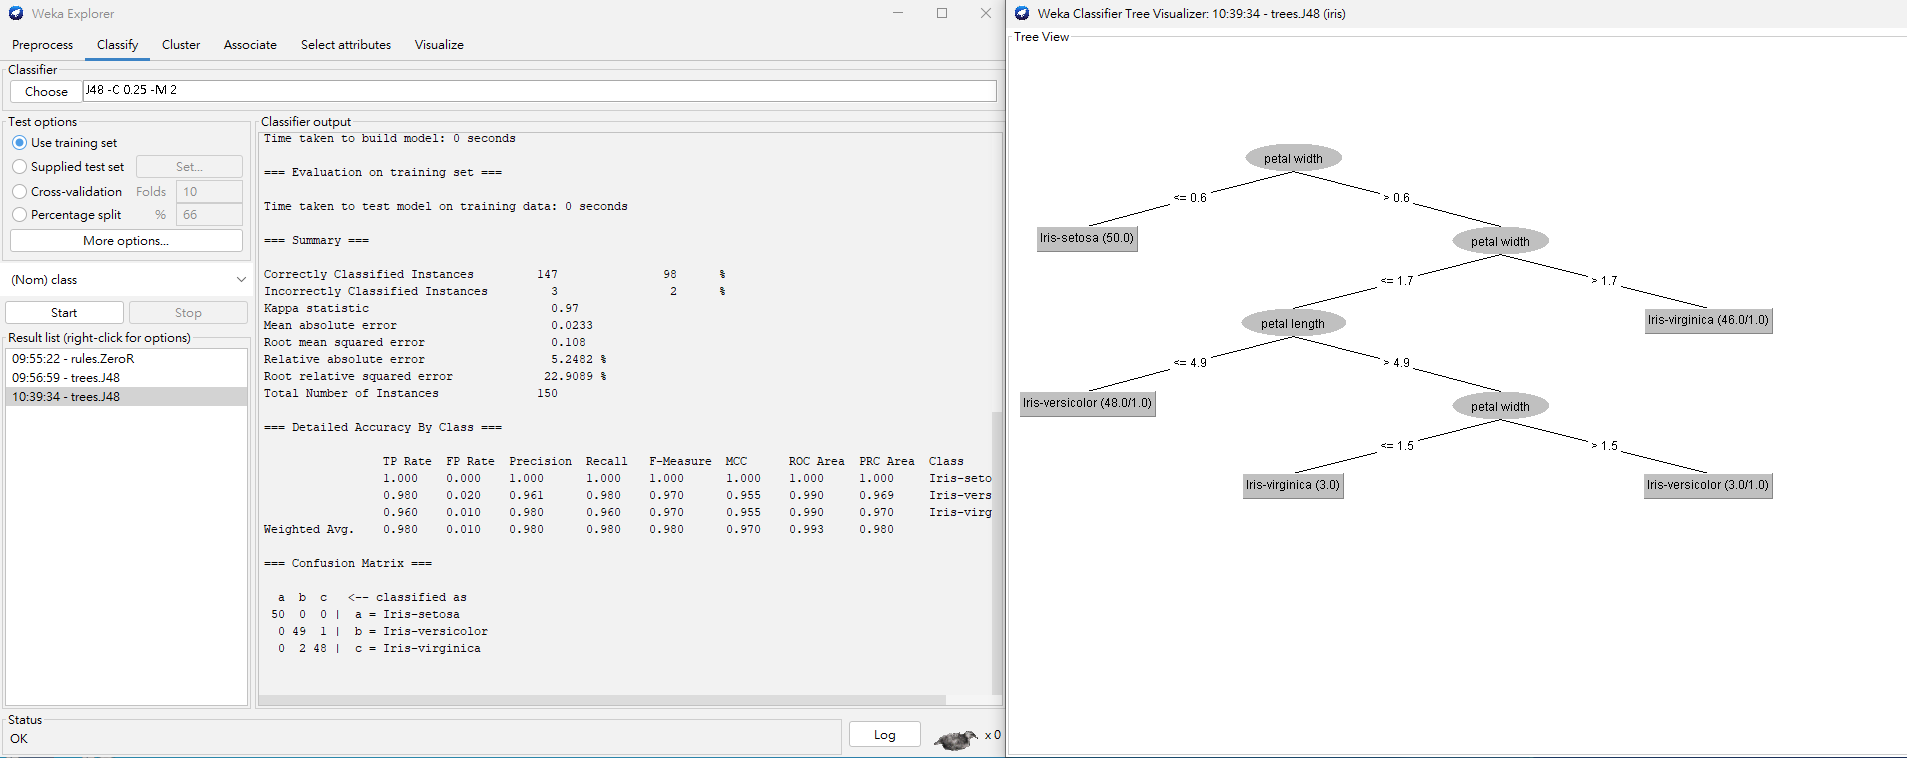 Weka Explorer
Preprocess Classify Cluster Associate Select attributes Visualize
Classifier
Choose J48 -C 0.25 -M 2
Test options
Use training set
Supplied test set Set...
Cross-validation Folds 10
Percentage split % 66
More options...
(Nom) class
Start Stop
Result list (right-click for options)
09:55:22 - rules.ZeroR
09:56:59 - trees.J48
10:39:34 - trees.J48
Classifier output
Time taken to build model: 0 seconds
=== Evaluation on training set ===
Time taken to test model on training data: 0 seconds
=== Summary ===
Correctly Classified Instances 147 98 %
Incorrectly Classified Instances 3 2 %
Kappa statistic 0.97
Mean absolute error 0.0233
Root mean squared error 0.108
Relative absolute error 5.2482 %
Root relative squared error 22.9089 %
Total Number of Instances 150
=== Detailed Accuracy By Class ===
TP Rate FP Rate Precision Recall F-Measure MCC ROC Area PRC Area Class
1.000 0.000 1.000 1.000 1.000 1.000 1.000 1.000 Iris-seto
0.980 0.020 0.961 0.980 0.970 0.955 0.990 0.969 Iris-vers
0.960 0.010 0.980 0.960 0.970 0.955 0.990 0.970 Iris-virg
Weighted Avg. 0.980 0.010 0.980 0.980 0.980 0.970 0.993 0.980
=== Confusion Matrix ===
a b c <-- classified as
50 0 0 | a = Iris-setosa
0 49 1 | b = Iris-versicolor
0 2 48 | c = Iris-virginica
Status
OK
Log
x 0
Weka Classifier Tree Visualizer: 10:39:34 - trees.J48 (iris)
Tree View
petal width
<= 0.6 > 0.6
Iris-setosa (50.0)
petal width
<= 1.7 > 1.7
petal length
Iris-virginica (46.0/1.0)
<= 4.9 > 4.9
Iris-versicolor (48.0/1.0)
petal width
<= 1.5 > 1.5
Iris-virginica (3.0)
Iris-versicolor (3.0/1.0)